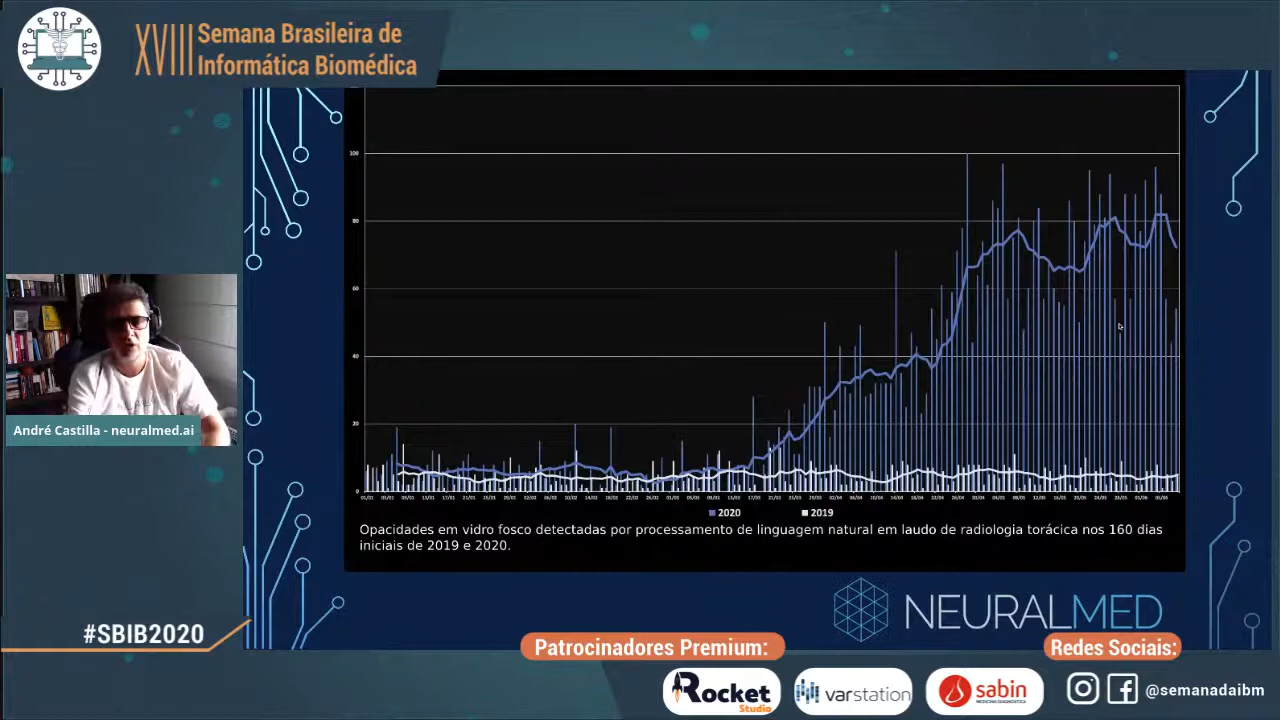 XVIII Semana Brasileira de
Informática Biomédica
100
80
60
40
20
0
2020 2019
Opacidades em vidro fosco detectadas por processamento de linguagem natural em laudo de radiologia torácica nos 160 dias
iniciais de 2019 e 2020.
André Castilla - neuralmed.ai
NEURALMED
#SBIB2020
Patrocinadores Premium:
Redes Sociais:
Rocket
Studio
varstation
sabin
MEDICINA DIAGNÓSTICA
@semanadaibm